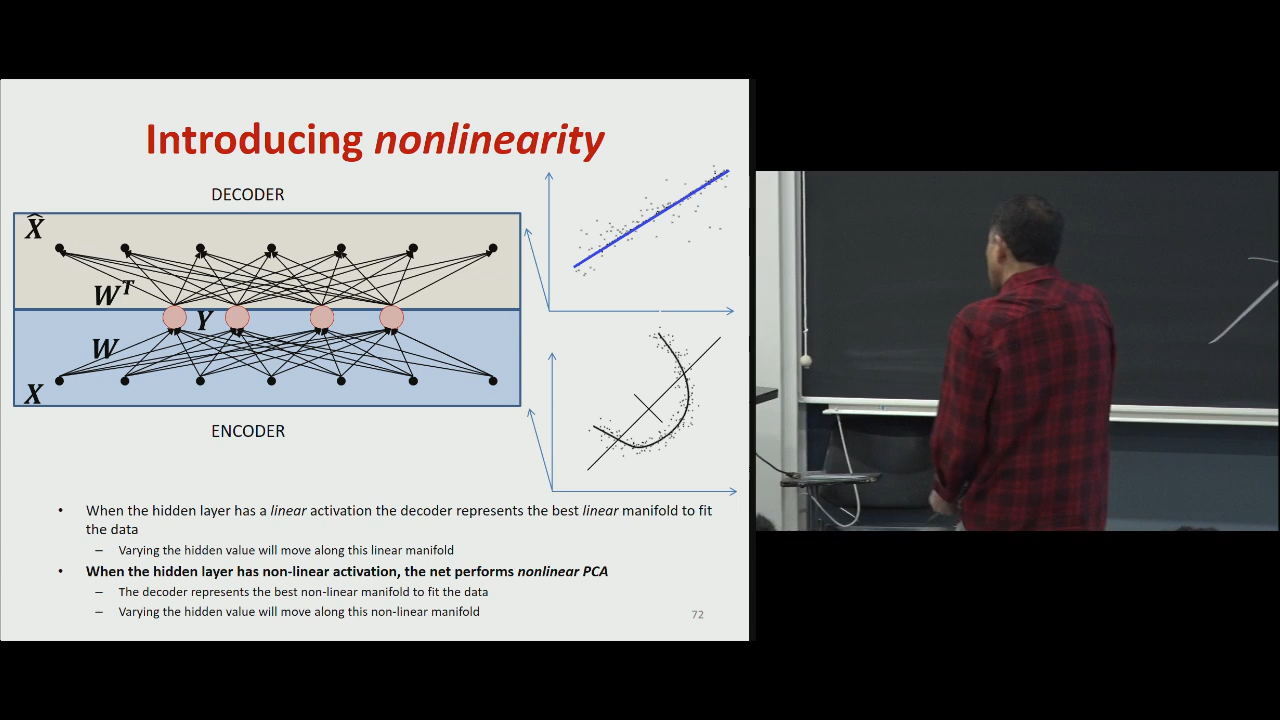 Introducing nonlinearity
DECODER
X̂
Wᵀ
Y
W
X
ENCODER
• When the hidden layer has a linear activation the decoder represents the best linear manifold to fit
the data
– Varying the hidden value will move along this linear manifold
• When the hidden layer has non-linear activation, the net performs nonlinear PCA
– The decoder represents the best non-linear manifold to fit the data
– Varying the hidden value will move along this non-linear manifold
72